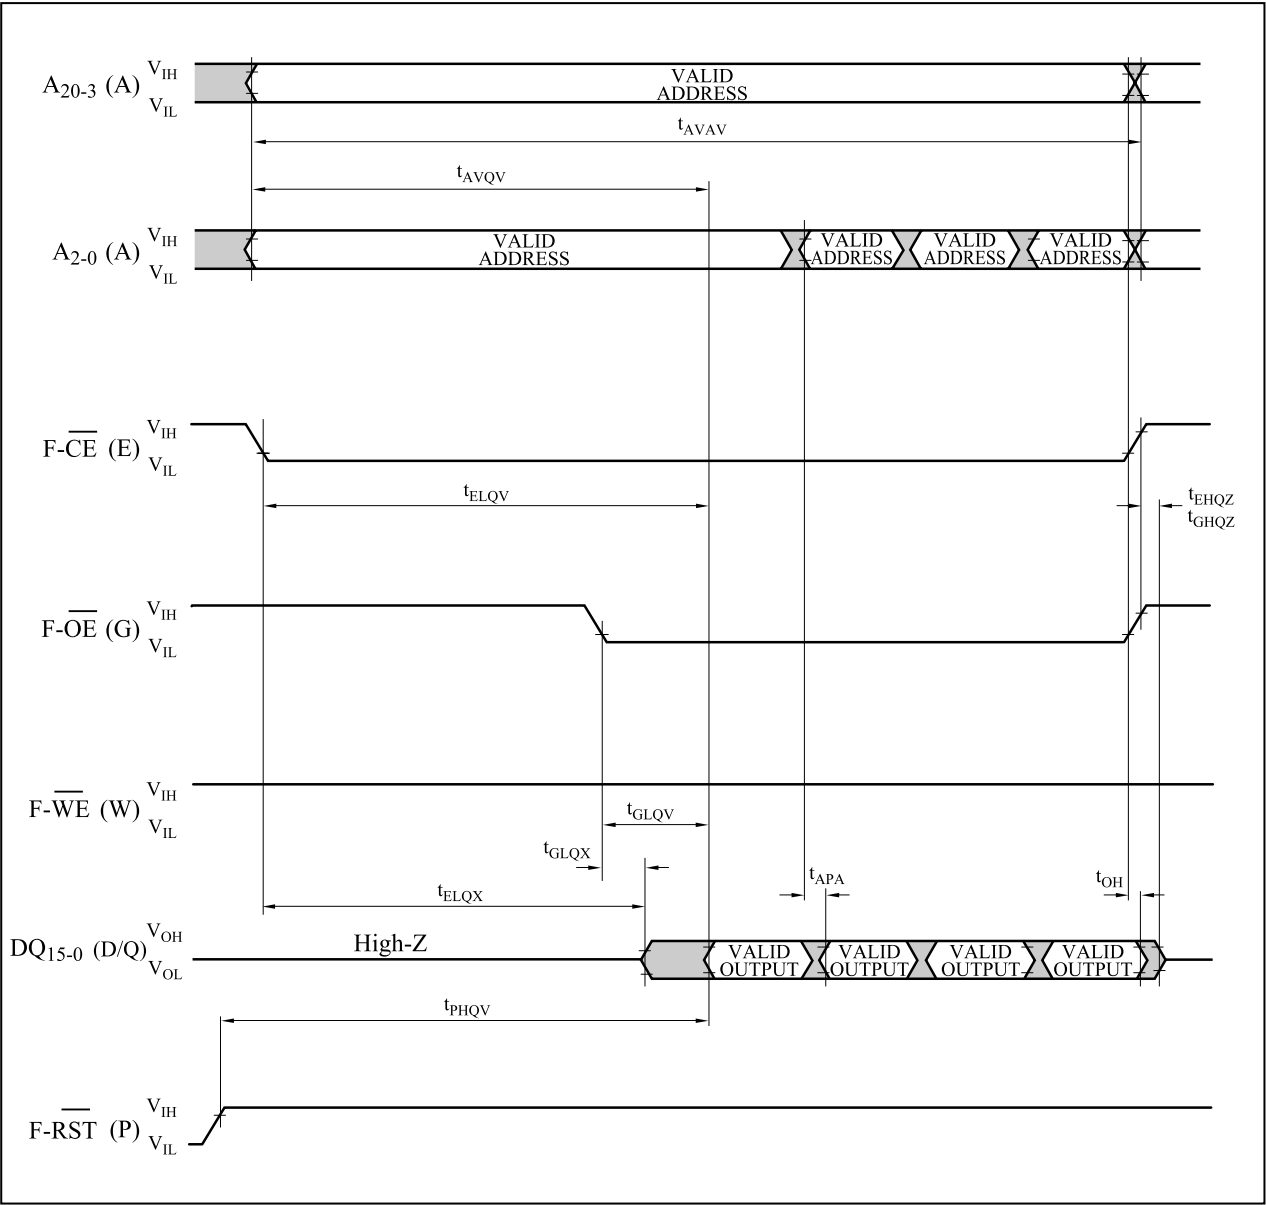 A20-3 (A) VIH VIL VALID
ADDRESS
tAVAV
tAVQV
A2-0 (A) VIH VIL VALID ADDRESS VALID ADDRESS VALID ADDRESS VALID ADDRESS
F-CE (E) VIH VIL
tELQV
tEHQZ
tGHQZ
F-OE (G) VIH VIL
F-WE (W) VIH VIL
tGLQV
tGLQX
tELQX
tAPA
tOH
DQ15-0 (D/Q) VOH VOL High-Z VALID OUTPUT VALID OUTPUT VALID OUTPUT VALID OUTPUT
tPHQV
F-RST (P) VIH VIL